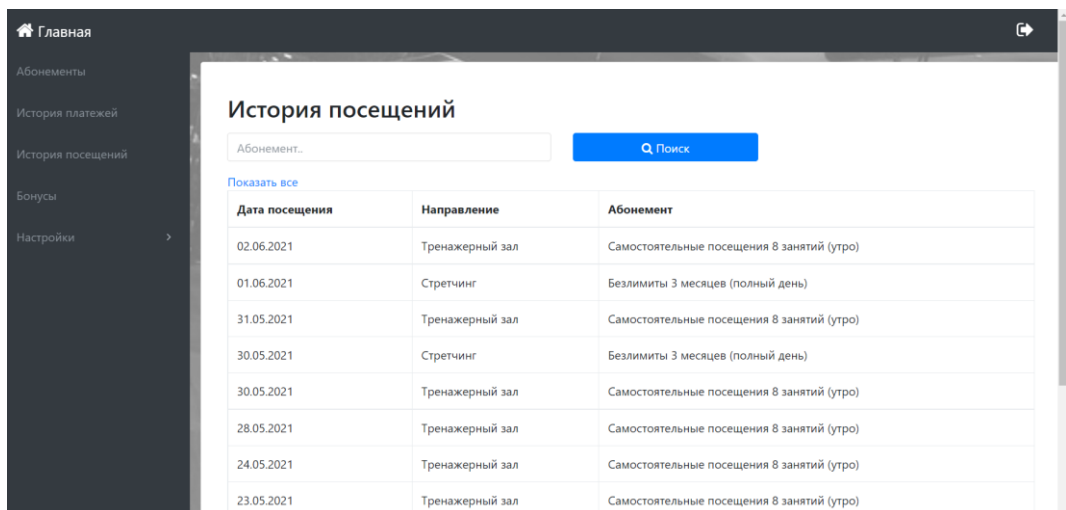 Главная
Абонементы
История платежей
История посещений
Бонусы
Настройки
История посещений
Абонемент..
Поиск
Показать все
Дата посещения Направление Абонемент
02.06.2021 Тренажерный зал Самостоятельные посещения 8 занятий (утро)
01.06.2021 Стретчинг Безлимиты 3 месяцев (полный день)
31.05.2021 Тренажерный зал Самостоятельные посещения 8 занятий (утро)
30.05.2021 Стретчинг Безлимиты 3 месяцев (полный день)
30.05.2021 Тренажерный зал Самостоятельные посещения 8 занятий (утро)
28.05.2021 Тренажерный зал Самостоятельные посещения 8 занятий (утро)
24.05.2021 Тренажерный зал Самостоятельные посещения 8 занятий (утро)
23.05.2021 Тренажерный зал Самостоятельные посещения 8 занятий (утро)